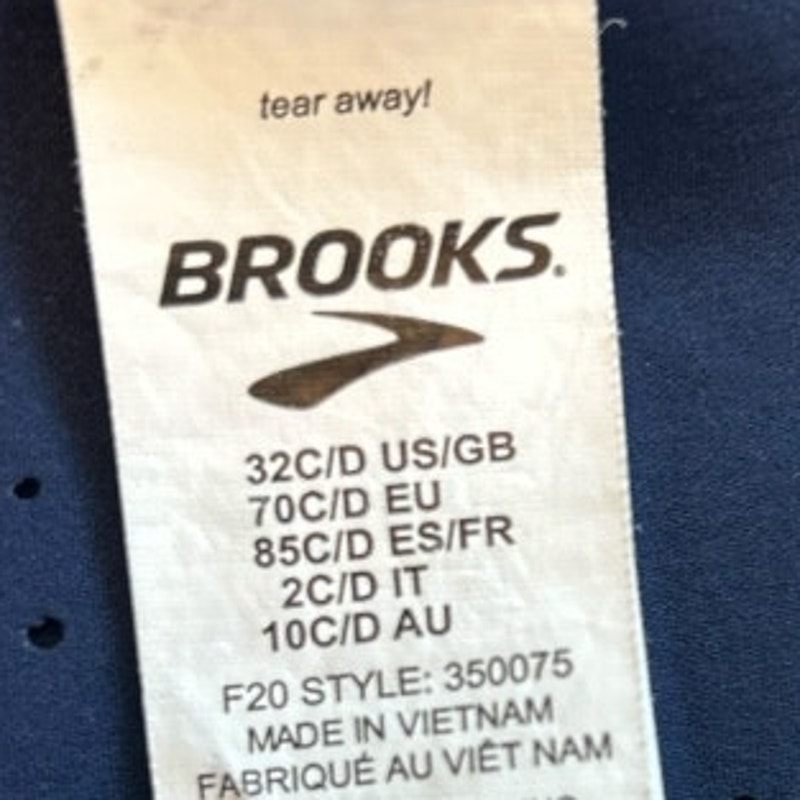 tear away!
BROOKS.
32C/D US/GB
70C/D EU
85C/D ES/FR
2C/D IT
10C/D AU
F20 STYLE: 350075
MADE IN VIETNAM
FABRIQUÉ AU VIÊT NAM